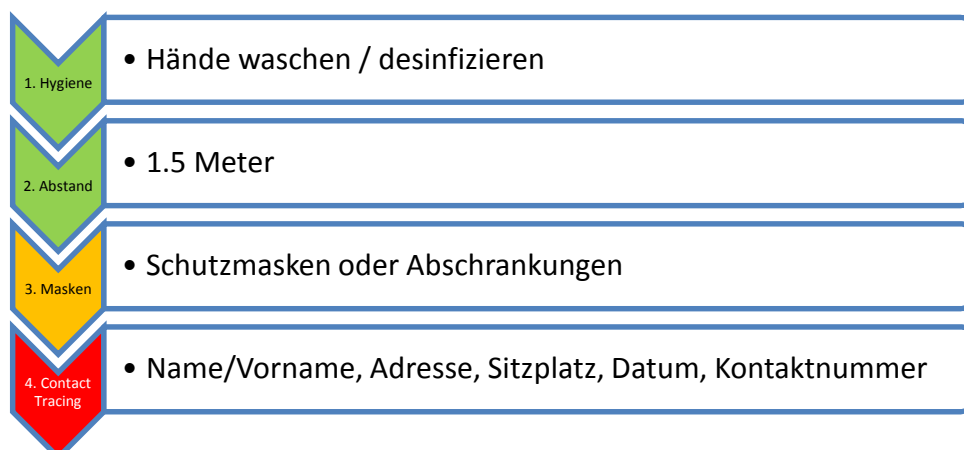 1. Hygiene
• Hände waschen / desinfizieren
2. Abstand
• 1.5 Meter
3. Masken
• Schutzmasken oder Abschrankungen
4. Contact
Tracing
• Name/Vorname, Adresse, Sitzplatz, Datum, Kontaktnummer